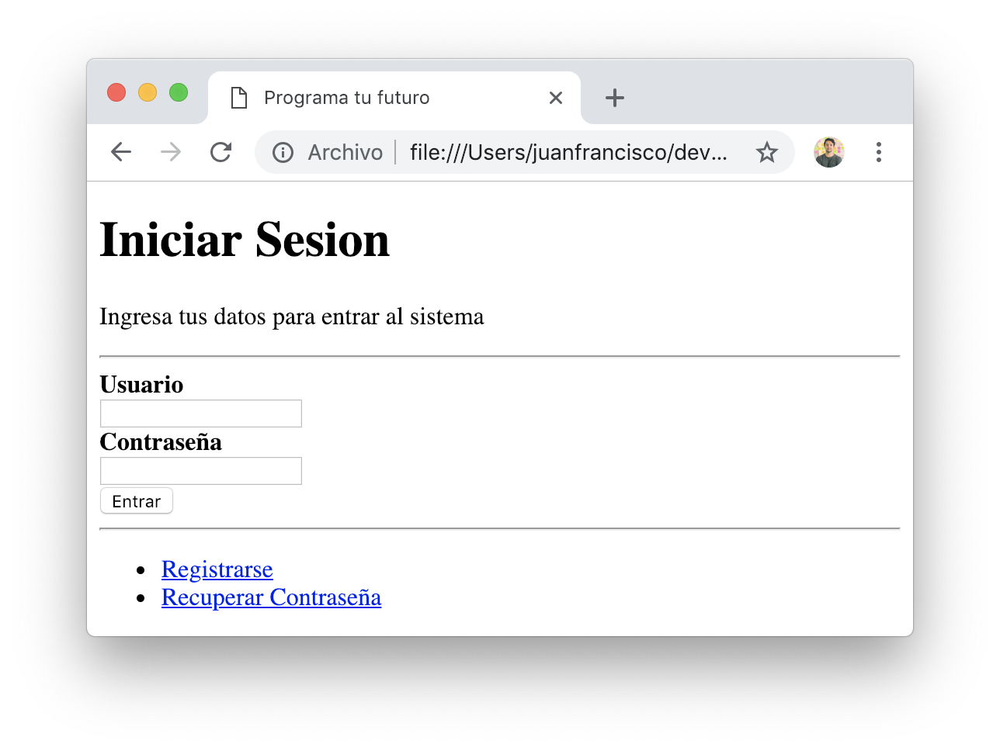 Programa tu futuro
Archivo file:///Users/juanfrancisco/dev...
Iniciar Sesion
Ingresa tus datos para entrar al sistema
Usuario
Contraseña
Entrar
Registrarse
Recuperar Contraseña